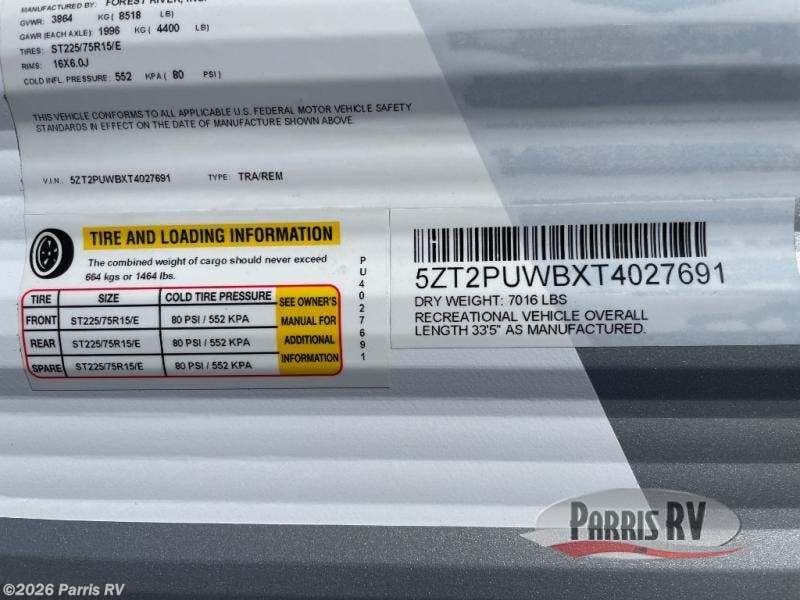 MANUFACTURED BY: FOREST RIVER, INC.
GVWR: 3864 KG ( 8518 LB)
GAWR (EACH AXLE): 1996 KG ( 4400 LB)
TIRES: ST225/75R15/E
RIMS: 16X6.0J
COLD INFL. PRESSURE: 552 KPA ( 80 PSI)
THIS VEHICLE CONFORMS TO ALL APPLICABLE U.S. FEDERAL MOTOR VEHICLE SAFETY
STANDARDS IN EFFECT ON THE DATE OF MANUFACTURE SHOWN ABOVE.
V.I.N.: 5ZT2PUWBXT4027691 TYPE: TRA/REM
TIRE AND LOADING INFORMATION
The combined weight of cargo should never exceed
664 kgs or 1464 lbs.
TIRE SIZE COLD TIRE PRESSURE SEE OWNER'S
FRONT ST225/75R15/E 80 PSI / 552 KPA MANUAL FOR
REAR ST225/75R15/E 80 PSI / 552 KPA ADDITIONAL
SPARE ST225/75R15/E 80 PSI / 552 KPA INFORMATION
PU4027691
5ZT2PUWBXT4027691
DRY WEIGHT: 7016 LBS
RECREATIONAL VEHICLE OVERALL
LENGTH 33'5" AS MANUFACTURED.
PARRIS RV
©2026 Parris RV